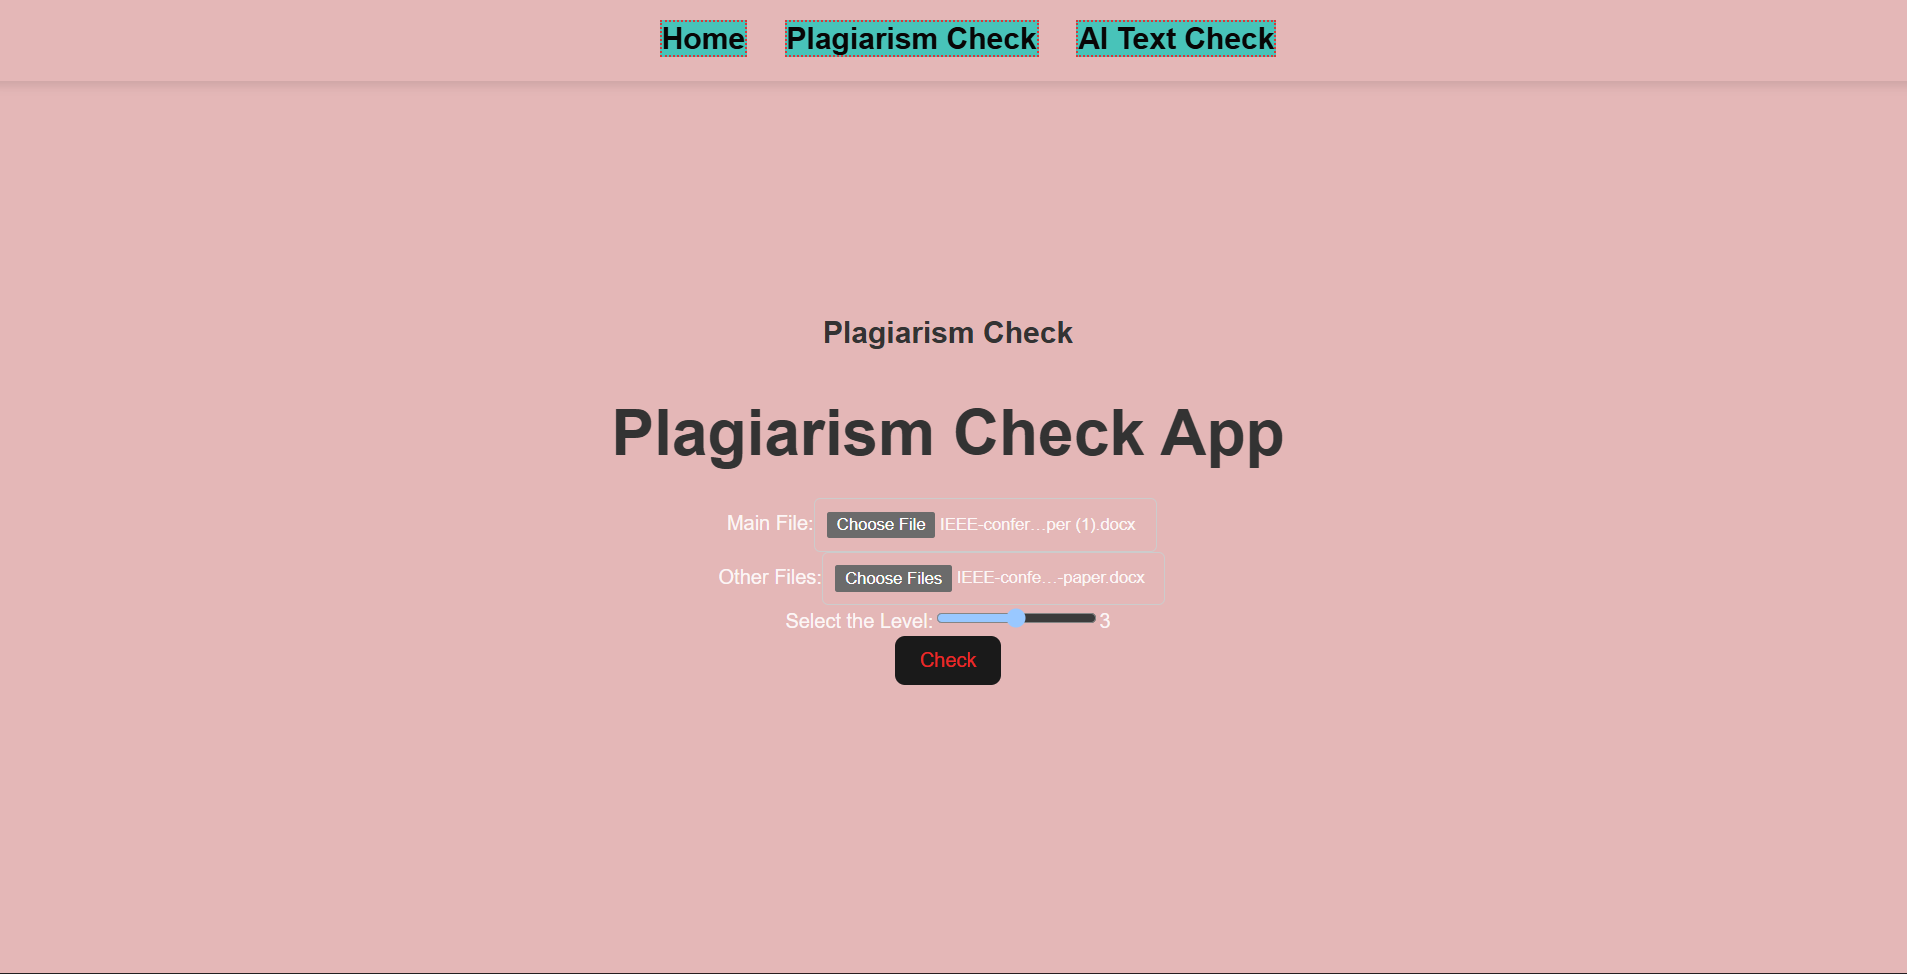 Home Plagiarism Check AI Text Check
Plagiarism Check
Plagiarism Check App
Main File: Choose File IEEE-confer...per (1).docx
Other Files: Choose Files IEEE-confe...-paper.docx
Select the Level: 3
Check